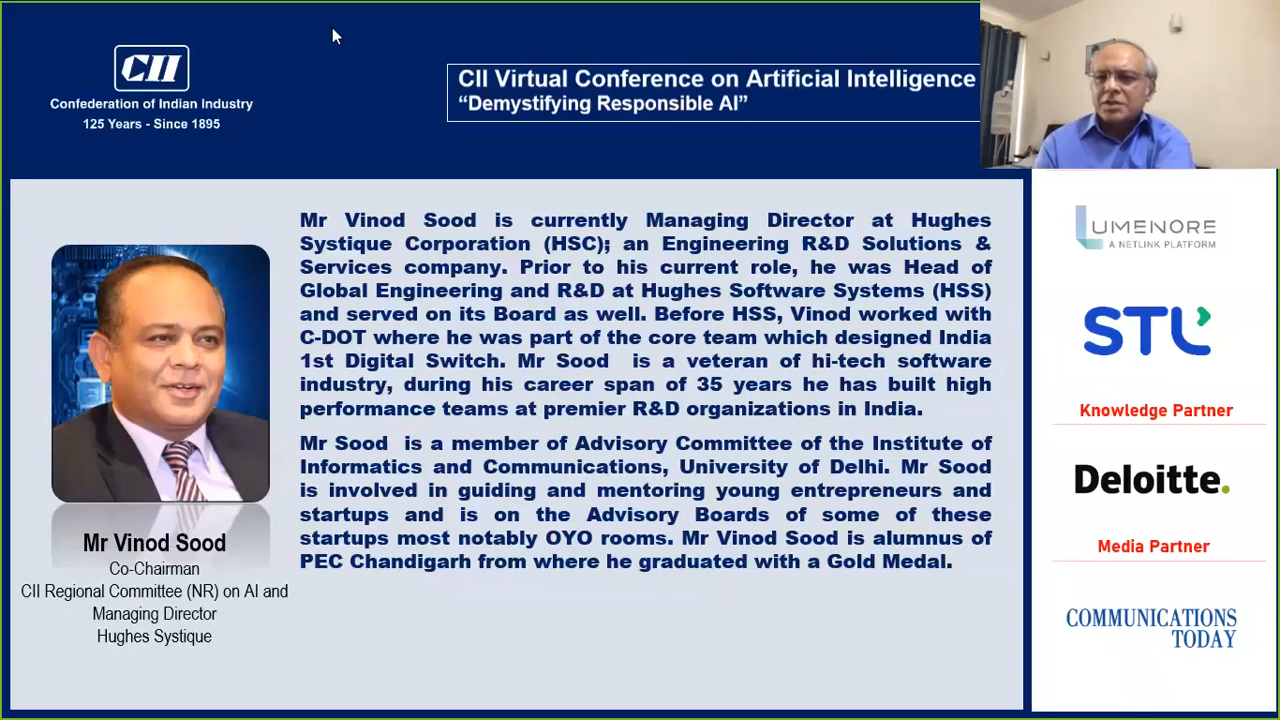 CII
Confederation of Indian Industry
125 Years - Since 1895
CII Virtual Conference on Artificial Intelligence
“Demystifying Responsible AI”
Mr Vinod Sood is currently Managing Director at Hughes
Systique Corporation (HSC); an Engineering R&D Solutions &
Services company. Prior to his current role, he was Head of
Global Engineering and R&D at Hughes Software Systems (HSS)
and served on its Board as well. Before HSS, Vinod worked with
C-DOT where he was part of the core team which designed India
1st Digital Switch. Mr Sood is a veteran of hi-tech software
industry, during his career span of 35 years he has built high
performance teams at premier R&D organizations in India.
Mr Sood is a member of Advisory Committee of the Institute of
Informatics and Communications, University of Delhi. Mr Sood
is involved in guiding and mentoring young entrepreneurs and
startups and is on the Advisory Boards of some of these
startups most notably OYO rooms. Mr Vinod Sood is alumnus of
PEC Chandigarh from where he graduated with a Gold Medal.
Mr Vinod Sood
Co-Chairman
CII Regional Committee (NR) on AI and
Managing Director
Hughes Systique
LUMENORE
A NETLINK PLATFORM
STL
Knowledge Partner
Deloitte.
Media Partner
COMMUNICATIONS
TODAY